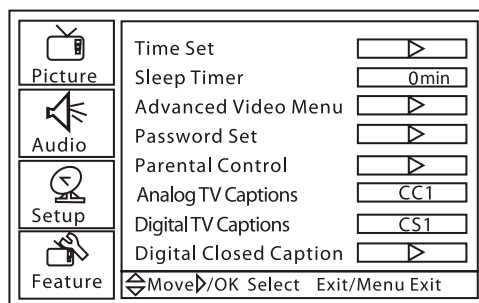 Picture
Audio
Setup
Feature
Time Set
Sleep Timer 0min
Advanced Video Menu
Password Set
Parental Control
Analog TV Captions CC1
Digital TV Captions CS1
Digital Closed Caption
Move /OK Select Exit/Menu Exit